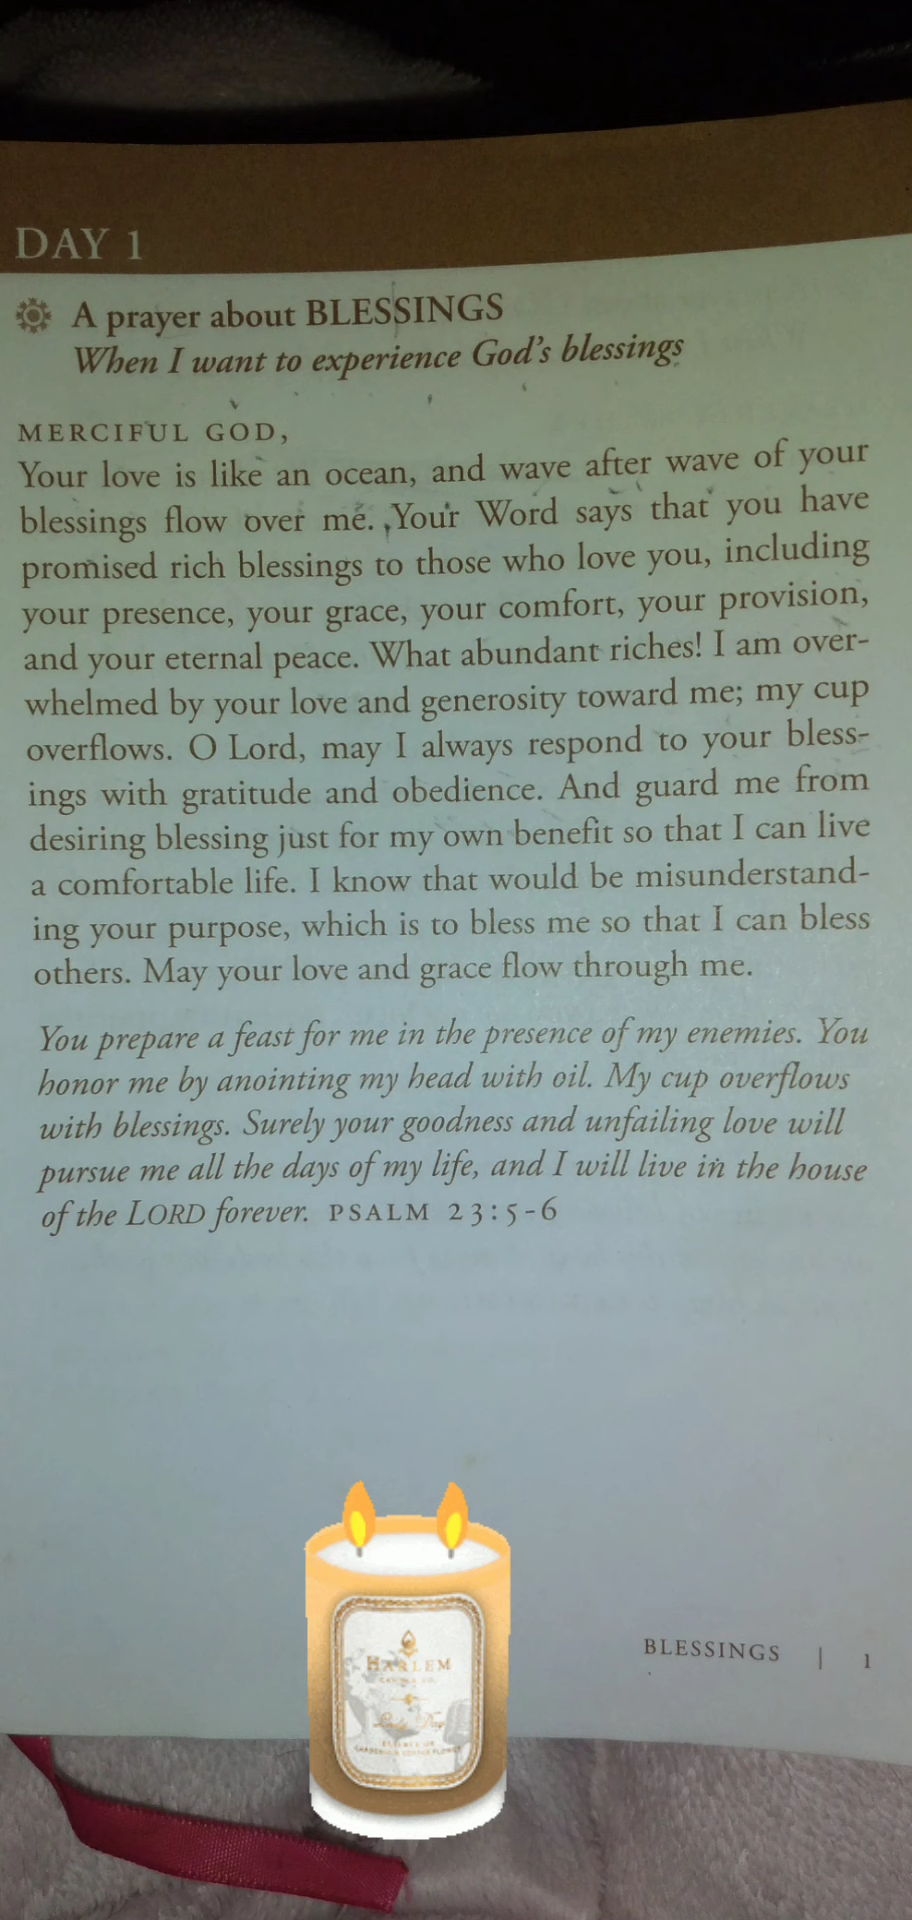 DAY 1
A prayer about BLESSINGS
When I want to experience God's blessings
MERCIFUL GOD,
Your love is like an ocean, and wave after wave of your
blessings flow over me. Your Word says that you have
promised rich blessings to those who love you, including
your presence, your grace, your comfort, your provision,
and your eternal peace. What abundant riches! I am over-
whelmed by your love and generosity toward me; my cup
overflows. O Lord, may I always respond to your bless-
ings with gratitude and obedience. And guard me from
desiring blessing just for my own benefit so that I can live
a comfortable life. I know that would be misunderstand-
ing your purpose, which is to bless me so that I can bless
others. May your love and grace flow through me.
You prepare a feast for me in the presence of my enemies. You
honor me by anointing my head with oil. My cup overflows
with blessings. Surely your goodness and unfailing love will
pursue me all the days of my life, and I will live in the house
of the LORD forever. PSALM 23:5-6
HARLEM
CANDLE CO.
Lady Day
BLESSINGS | 1